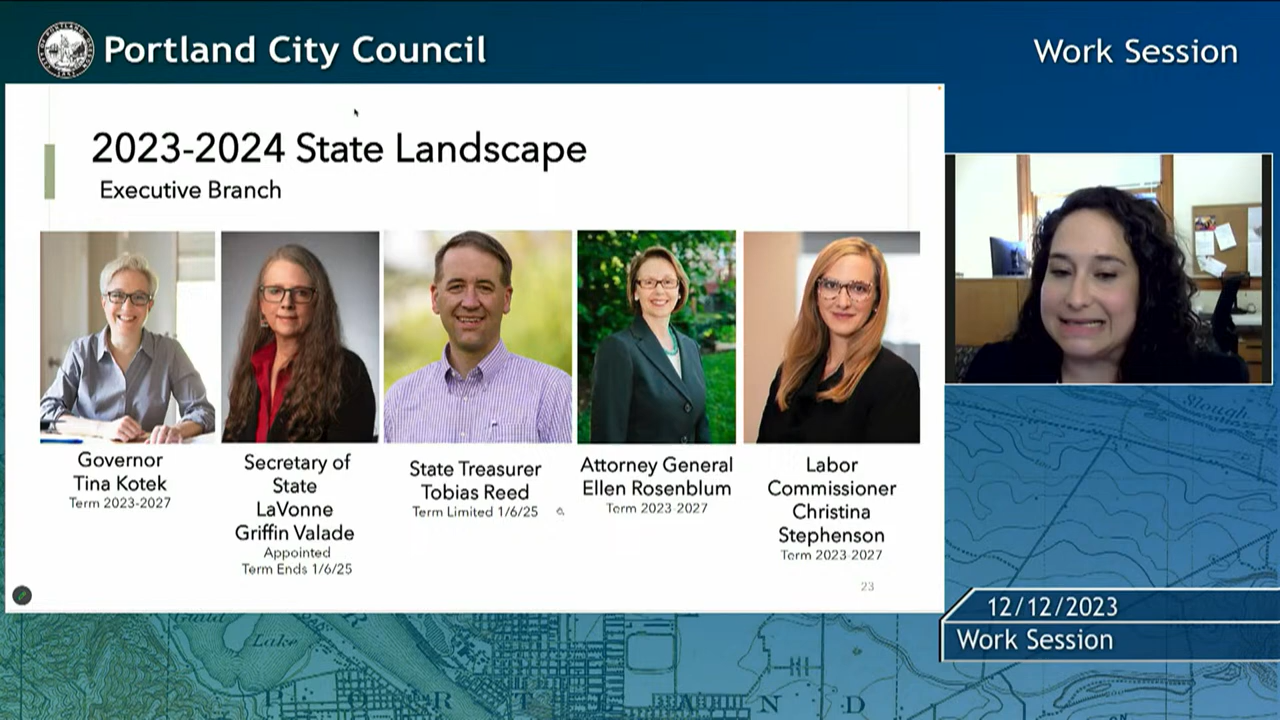 Portland City Council
Work Session
2023-2024 State Landscape
Executive Branch
Governor
Tina Kotek
Term 2023-2027
Secretary of
State
LaVonne
Griffin Valade
Appointed
Term Ends 1/6/25
State Treasurer
Tobias Reed
Term Limited 1/6/25
Attorney General
Ellen Rosenblum
Term 2023-2027
Labor
Commissioner
Christina
Stephenson
Term 2023-2027
23
12/12/2023
Work Session
Guild
Lake
Slough
R T L A N D